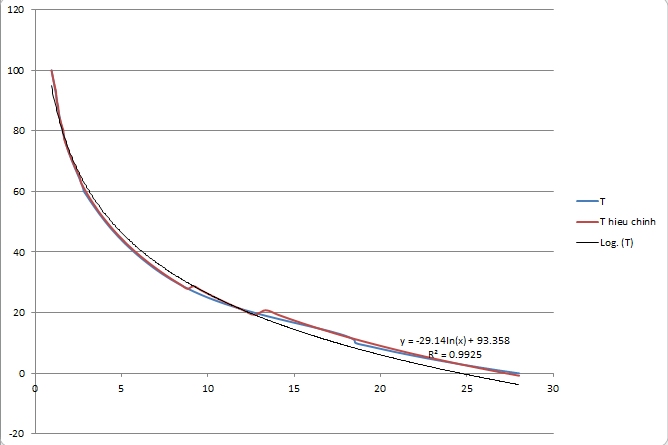 120
100
80
60
40
20
0
-20
0 5 10 15 20 25 30
y = -29.14ln(x) + 93.358
R² = 0.9925
T
T hieu chinh
Log. (T)